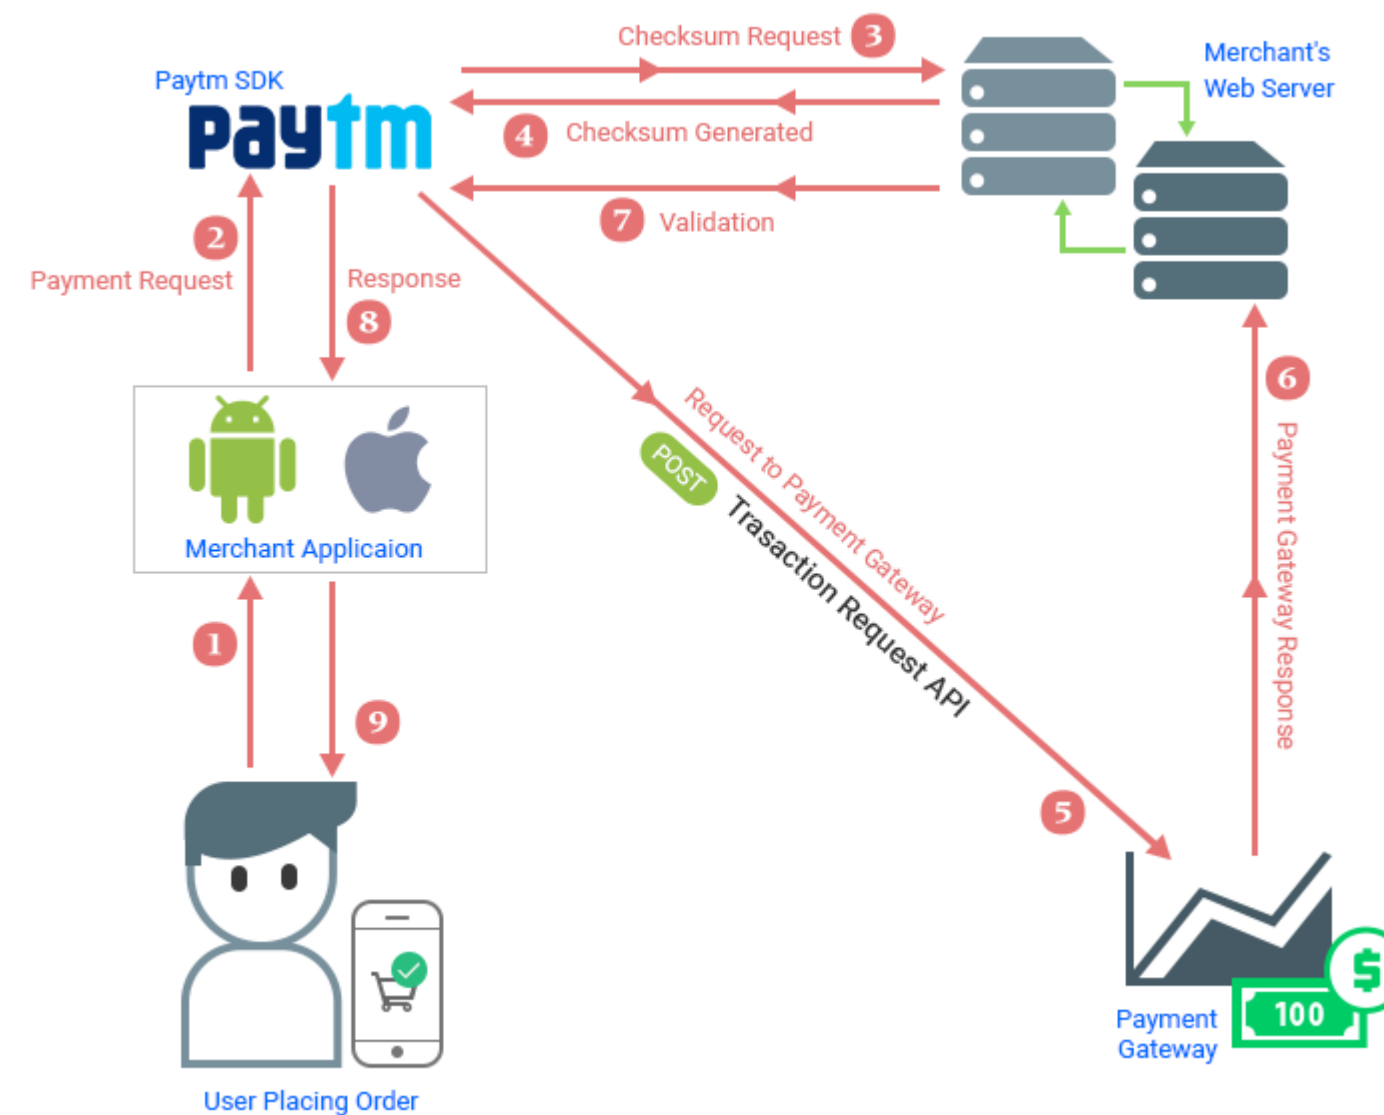 Checksum Request 3
Merchant's
Web Server
Paytm SDK
paytm
4 Checksum Generated
7 Validation
2
Payment Request
Response
8
6
Payment Gateway Response
Request to Payment Gateway
POST Trasaction Request API
Merchant Applicaion
1
9
5
100
$
Payment
Gateway
User Placing Order